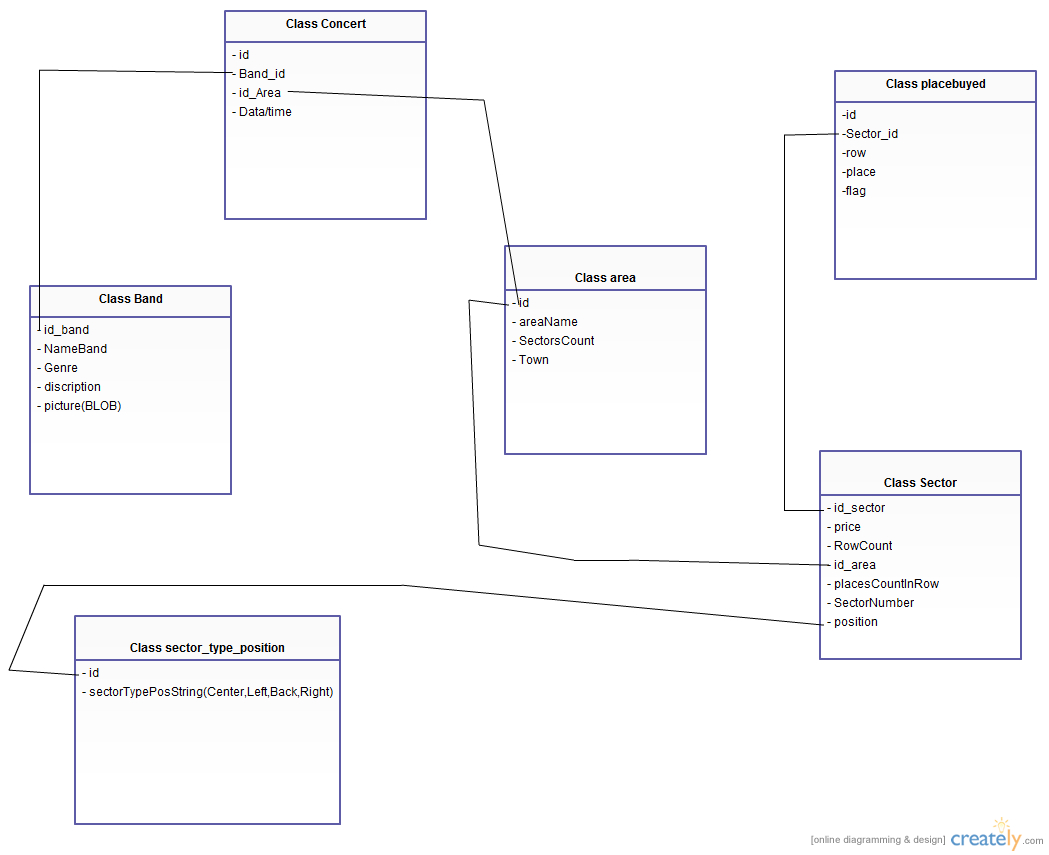 Class Concert
- id
- Band_id
- id_Area
- Data/time
Class placebuyed
-id
-Sector_id
-row
-place
-flag
Class area
- id
- areaName
- SectorsCount
- Town
Class Band
- id_band
- NameBand
- Genre
- discription
- picture(BLOB)
Class Sector
- id_sector
- price
- RowCount
- id_area
- placesCountInRow
- SectorNumber
- position
Class sector_type_position
- id
- sectorTypePosString(Center,Left,Back,Right)
[online diagramming & design] creately.com